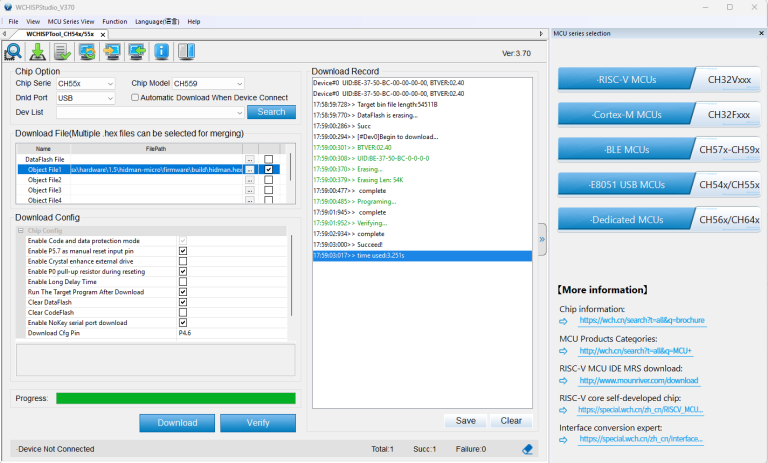 WCHISPStudio_V370
File View MCU Series View Function Language(语言) Help
WCHISPTool_CH54x/55x x
MCU series selection
Ver:3.70
Chip Option
Chip Serie CH55x Chip Model CH559
Dnld Port USB Automatic Download When Device Connect
Dev List Search
Download File(Multiple .hex files can be selected for merging)
Name FilePath
DataFlash File ...
Object File1 ia\hardware\1.5\hidman-micro\firmware\build\hidman.hex ...
Object File2 ...
Object File3 ...
Object File4 ...
Download Config
Chip Config
Enable Code and data protection mode
Enable P5.7 as manual reset input pin
Enable Crystal enhance external drive
Enable P0 pull-up resistor during reseting
Enable Long Delay Time
Run The Target Program After Download
Clear DataFlash
Clear CodeFlash
Enable NoKey serial port download
Download Cfg Pin P4.6
Progress:
Download Verify
Download Record
Device#0 UID:BE-37-50-BC-00-00-00-00, BTVER:02.40
Device#0 UID:BE-37-50-BC-00-00-00-00, BTVER:02.40
17:58:59:728>> Target bin file length:54511B
17:58:59:770>> DataFlash is erasing...
17:59:00:286>> Succ
17:59:00:294>> [#Dev0]Begin to download...
17:59:00:301>> BTVER:02.40
17:59:00:308>> UID:BE-37-50-BC-0-0-0-0
17:59:00:370>> Erasing...
17:59:00:379>> Erasing Len: 54K
17:59:00:477>> complete
17:59:00:485>> Programing...
17:59:01:945>> complete
17:59:01:952>> Verifying...
17:59:02:934>> complete
17:59:03:000>> Succeed!
17:59:03:017>> time used:3.251s
Save Clear
·Device Not Connected Total:1 Succ:1 Failure:0
·RISC-V MCUs CH32Vxxx
·Cortex-M MCUs CH32Fxxx
·BLE MCUs CH57x-CH59x
·E8051 USB MCUs CH54x/CH55x
·Dedicated MCUs CH56x/CH64x
【More information】
Chip information:
https://wch.cn/search?t=all&q=brochure
MCU Products Categories:
http://wch.cn/search?t=all&q=MCU+
RISC-V MCU IDE MRS download:
http://www.mounriver.com/download
RISC-V core self-developed chip:
https://special.wch.cn/zh_cn/RISCV_MCU...
Interface conversion expert:
https://special.wch.cn/zh_cn/interface...